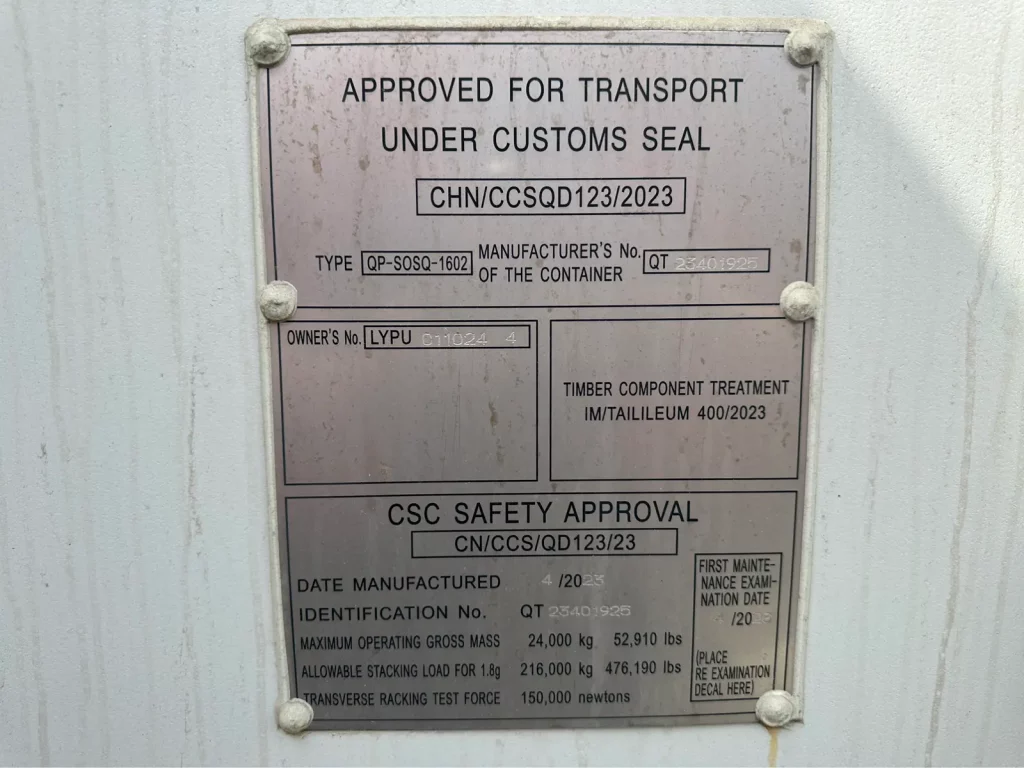 APPROVED FOR TRANSPORT
UNDER CUSTOMS SEAL
CHN/CCSQD123/2023
TYPE QP-SOSQ-1602 MANUFACTURER'S No. OF THE CONTAINER QT 23401925
OWNER'S No. LYPU 011024 4
TIMBER COMPONENT TREATMENT
IM/TAILILEUM 400/2023
CSC SAFETY APPROVAL
CN/CCS/QD123/23
DATE MANUFACTURED 4 /2023
IDENTIFICATION No. QT 23401925
MAXIMUM OPERATING GROSS MASS 24,000 kg 52,910 lbs
ALLOWABLE STACKING LOAD FOR 1.8g 216,000 kg 476,190 lbs
TRANSVERSE RACKING TEST FORCE 150,000 newtons
FIRST MAINTE-
NANCE EXAMI-
NATION DATE
(PLACE
RE EXAMINATION
DECAL HERE)